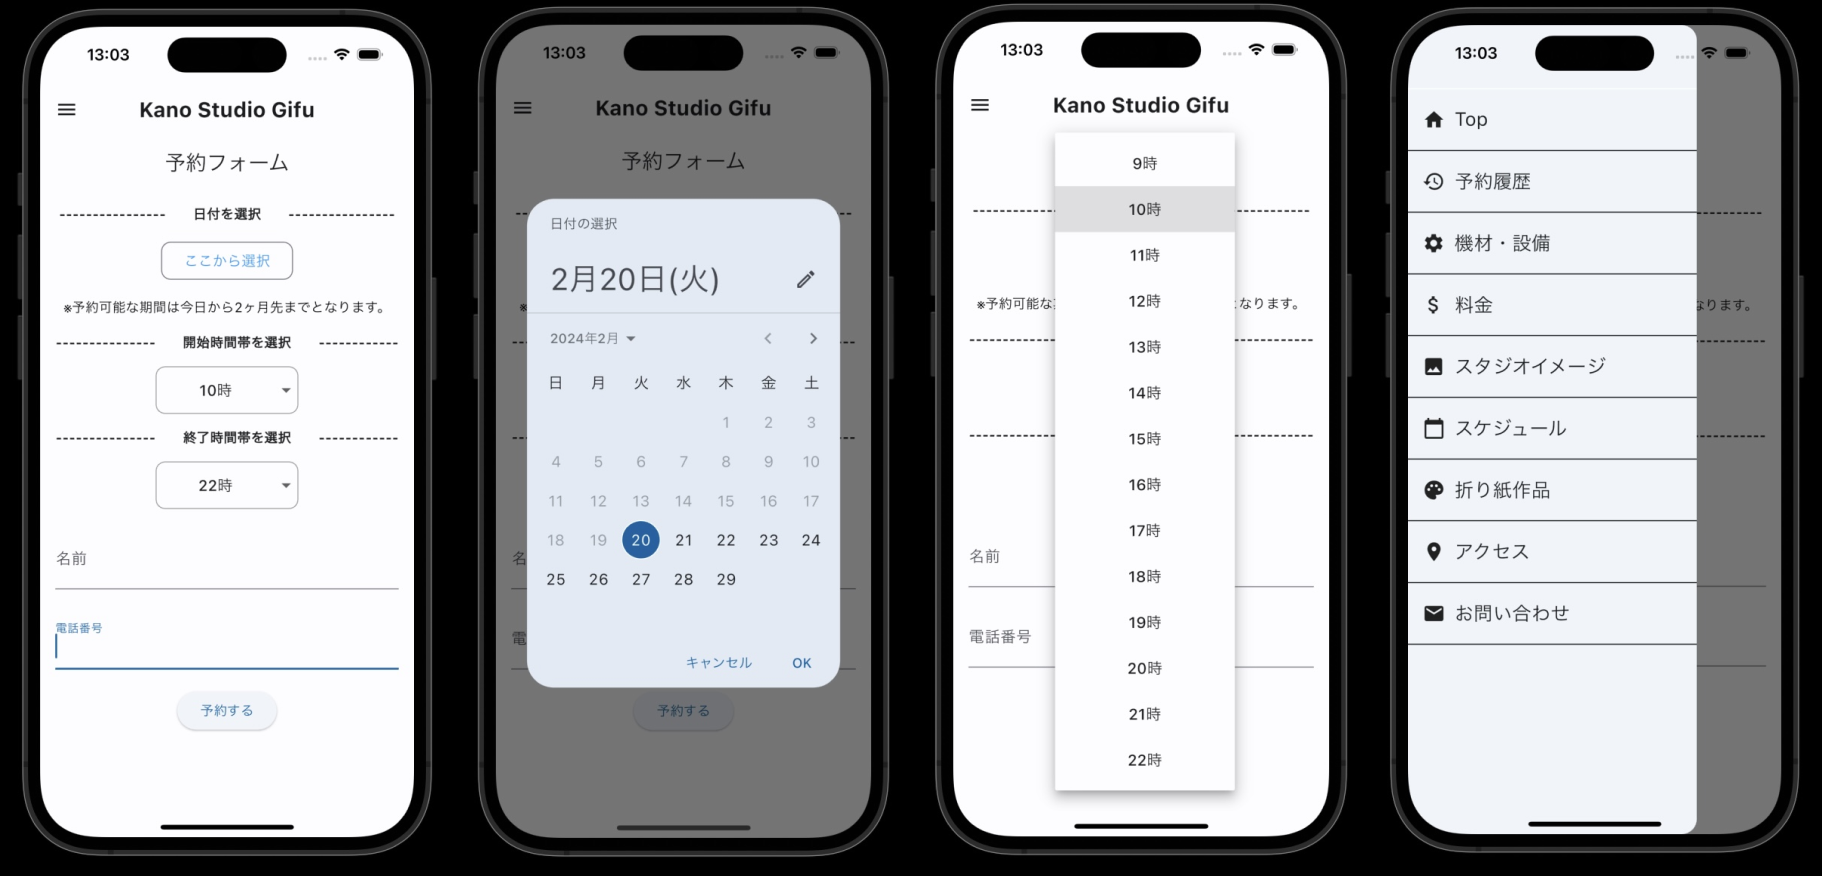 13:03
Kano Studio Gifu
予約フォーム
日付を選択
ここから選択
※予約可能な期間は今日から2ヶ月先までとなります。
開始時間帯を選択
10時
終了時間帯を選択
22時
名前
電話番号
予約する
13:03
Kano Studio Gifu
予約フォーム
日付の選択
2月20日(火)
※
2024年2月
日 月 火 水 木 金 土
1 2 3
4 5 6 7 8 9 10
11 12 13 14 15 16 17
18 19 20 21 22 23 24
25 26 27 28 29
名
電
キャンセル OK
予約する
13:03
Kano Studio Gifu
9時
10時
11時
12時
※予約可能な となります。
13時
14時
15時
16時
17時
18時
名前
19時
電話番号
20時
21時
22時
13:03
Top
予約履歴
機材・設備
料金
なります。
スタジオイメージ
スケジュール
折り紙作品
アクセス
お問い合わせ